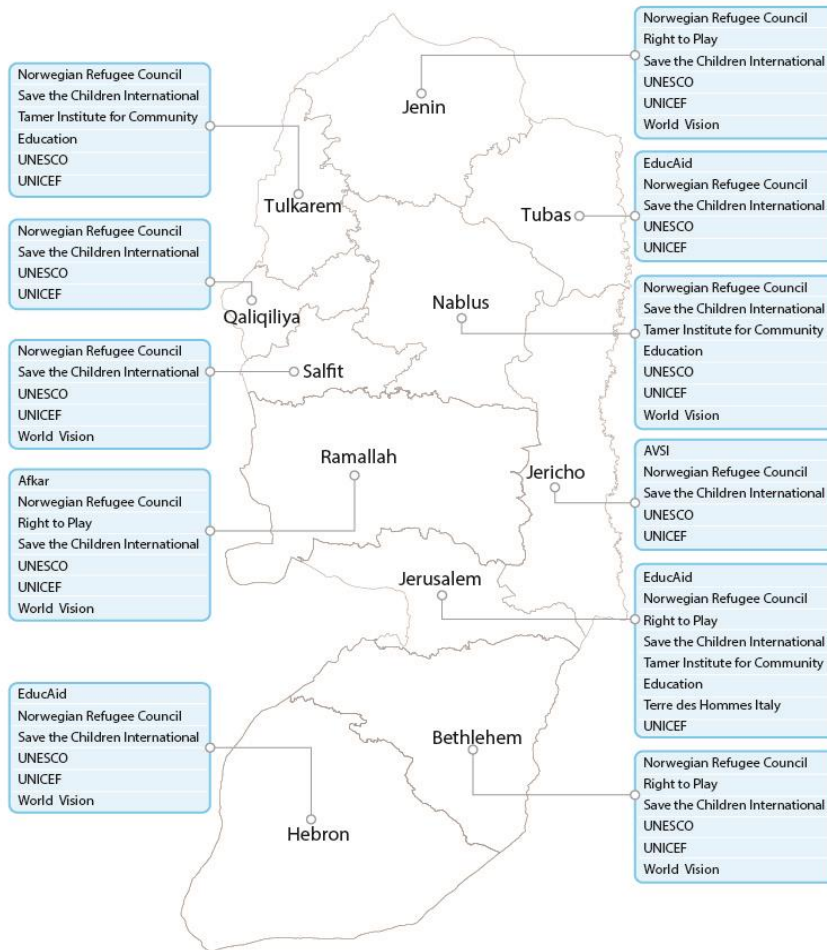 Norwegian Refugee Council
Save the Children International
Tamer Institute for Community
Education
UNESCO
UNICEF
Norwegian Refugee Council
Save the Children International
UNESCO
UNICEF
Norwegian Refugee Council
Save the Children International
UNESCO
UNICEF
World Vision
Afkar
Norwegian Refugee Council
Right to Play
Save the Children International
UNESCO
UNICEF
World Vision
EducAid
Norwegian Refugee Council
Save the Children International
UNESCO
UNICEF
World Vision
Jenin
Tulkarem
Tubas
Qaliqiliya
Nablus
Salfit
Ramallah
Jericho
Jerusalem
Bethlehem
Hebron
Norwegian Refugee Council
Right to Play
Save the Children International
UNESCO
UNICEF
World Vision
EducAid
Norwegian Refugee Council
Save the Children International
UNESCO
UNICEF
Norwegian Refugee Council
Save the Children International
Tamer Institute for Community
Education
UNESCO
UNICEF
World Vision
AVSI
Norwegian Refugee Council
Save the Children International
UNESCO
UNICEF
EducAid
Norwegian Refugee Council
Right to Play
Save the Children International
Tamer Institute for Community
Education
Terre des Hommes Italy
UNICEF
Norwegian Refugee Council
Right to Play
Save the Children International
UNESCO
UNICEF
World Vision